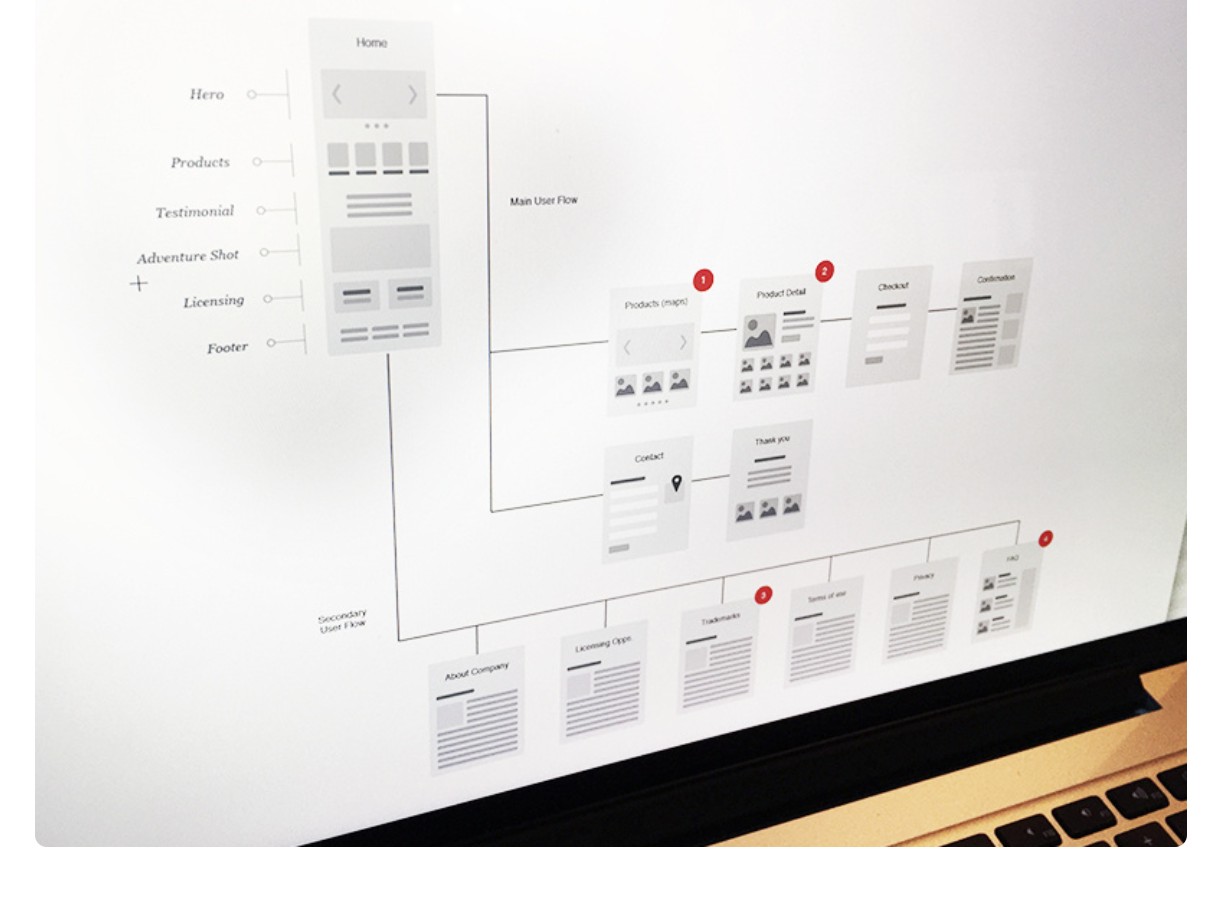 Home
Hero
Products
Testimonial
Adventure Shot
Licensing
Footer
Main User Flow
1
Products (maps)
2
Product Detail
Checkout
Confirmation
Contact
Thank you
Secondary
User Flow
About Company
Licensing Opps.
3
Trademarks
Terms of use
Privacy
4
FAQ